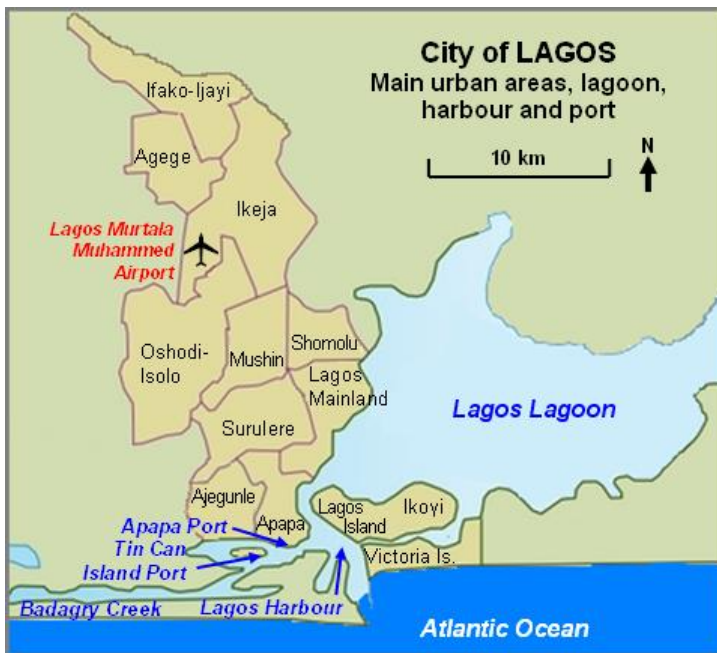 City of LAGOS
Main urban areas, lagoon,
harbour and port
10 km
N
Ifako-Ijayi
Agege
Ikeja
Lagos Murtala
Muhammed
Airport
Oshodi-
Isolo
Mushin
Shomolu
Lagos
Mainland
Lagos Lagoon
Surulere
Ajegunle
Apapa
Lagos
Island
Ikoyi
Apapa Port
Tin Can
Island Port
Victoria Is.
Badagry Creek
Lagos Harbour
Atlantic Ocean